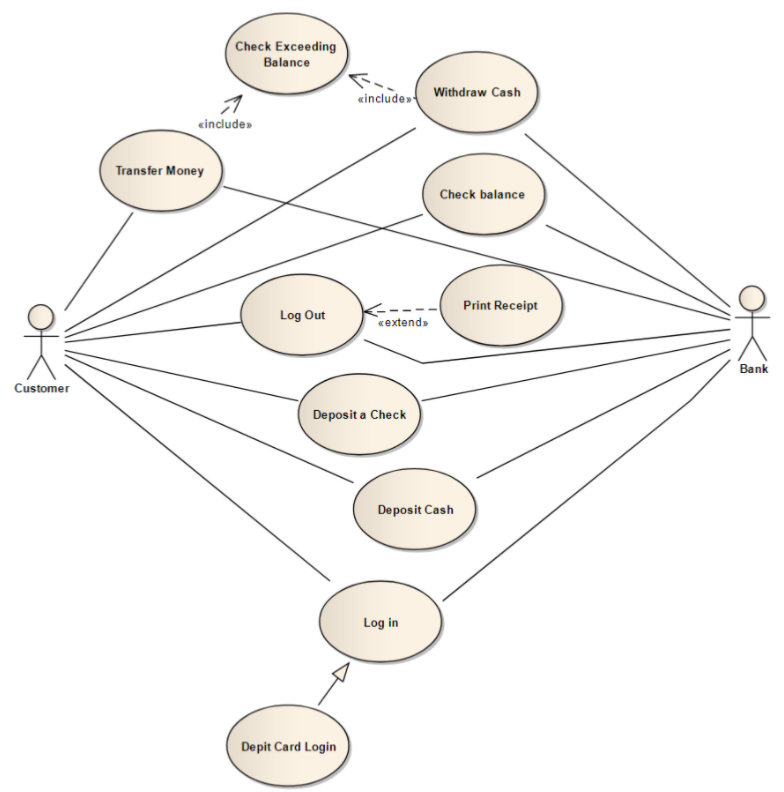 Check Exceeding
Balance
Withdraw Cash
«include»
«include»
Transfer Money
Check balance
Log Out
Print Receipt
«extend»
Customer
Bank
Deposit a Check
Deposit Cash
Log in
Depit Card Login